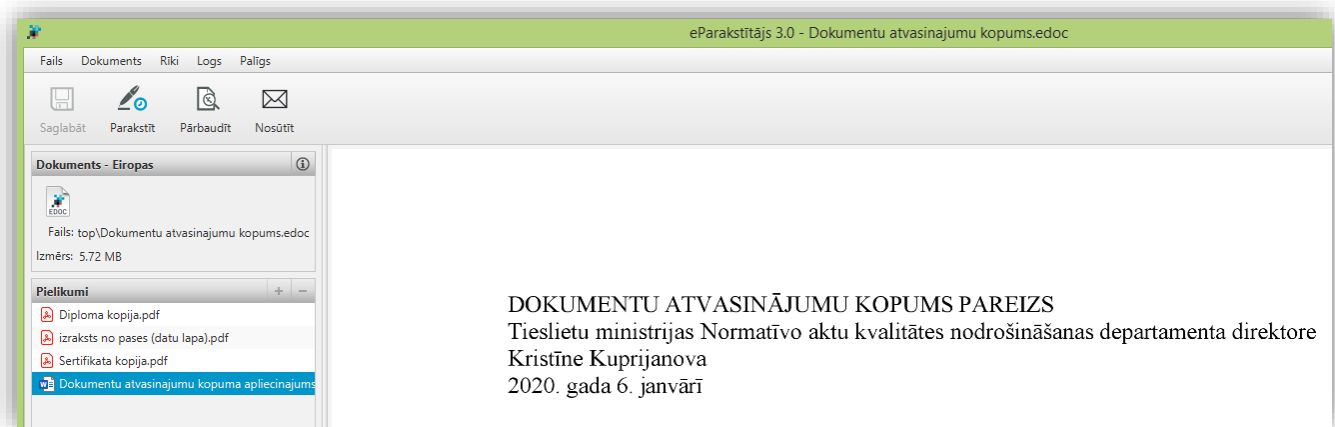 eParakstītājs 3.0 - Dokumentu atvasinajumu kopums.edoc
Fails Dokuments Rīki Logs Palīgs
Saglabāt Parakstīt Pārbaudīt Nosūtīt
Dokuments - Eiropas
EDOC
Fails: top\Dokumentu atvasinajumu kopums.edoc
Izmērs: 5.72 MB
Pielikumi + −
Diploma kopija.pdf
izraksts no pases (datu lapa).pdf
Sertifikata kopija.pdf
Dokumentu atvasinajumu kopuma apliecinajums
DOKUMENTU ATVASINĀJUMU KOPUMS PAREIZS
Tieslietu ministrijas Normatīvo aktu kvalitātes nodrošināšanas departamenta direktore
Kristīne Kuprijanova
2020. gada 6. janvārī